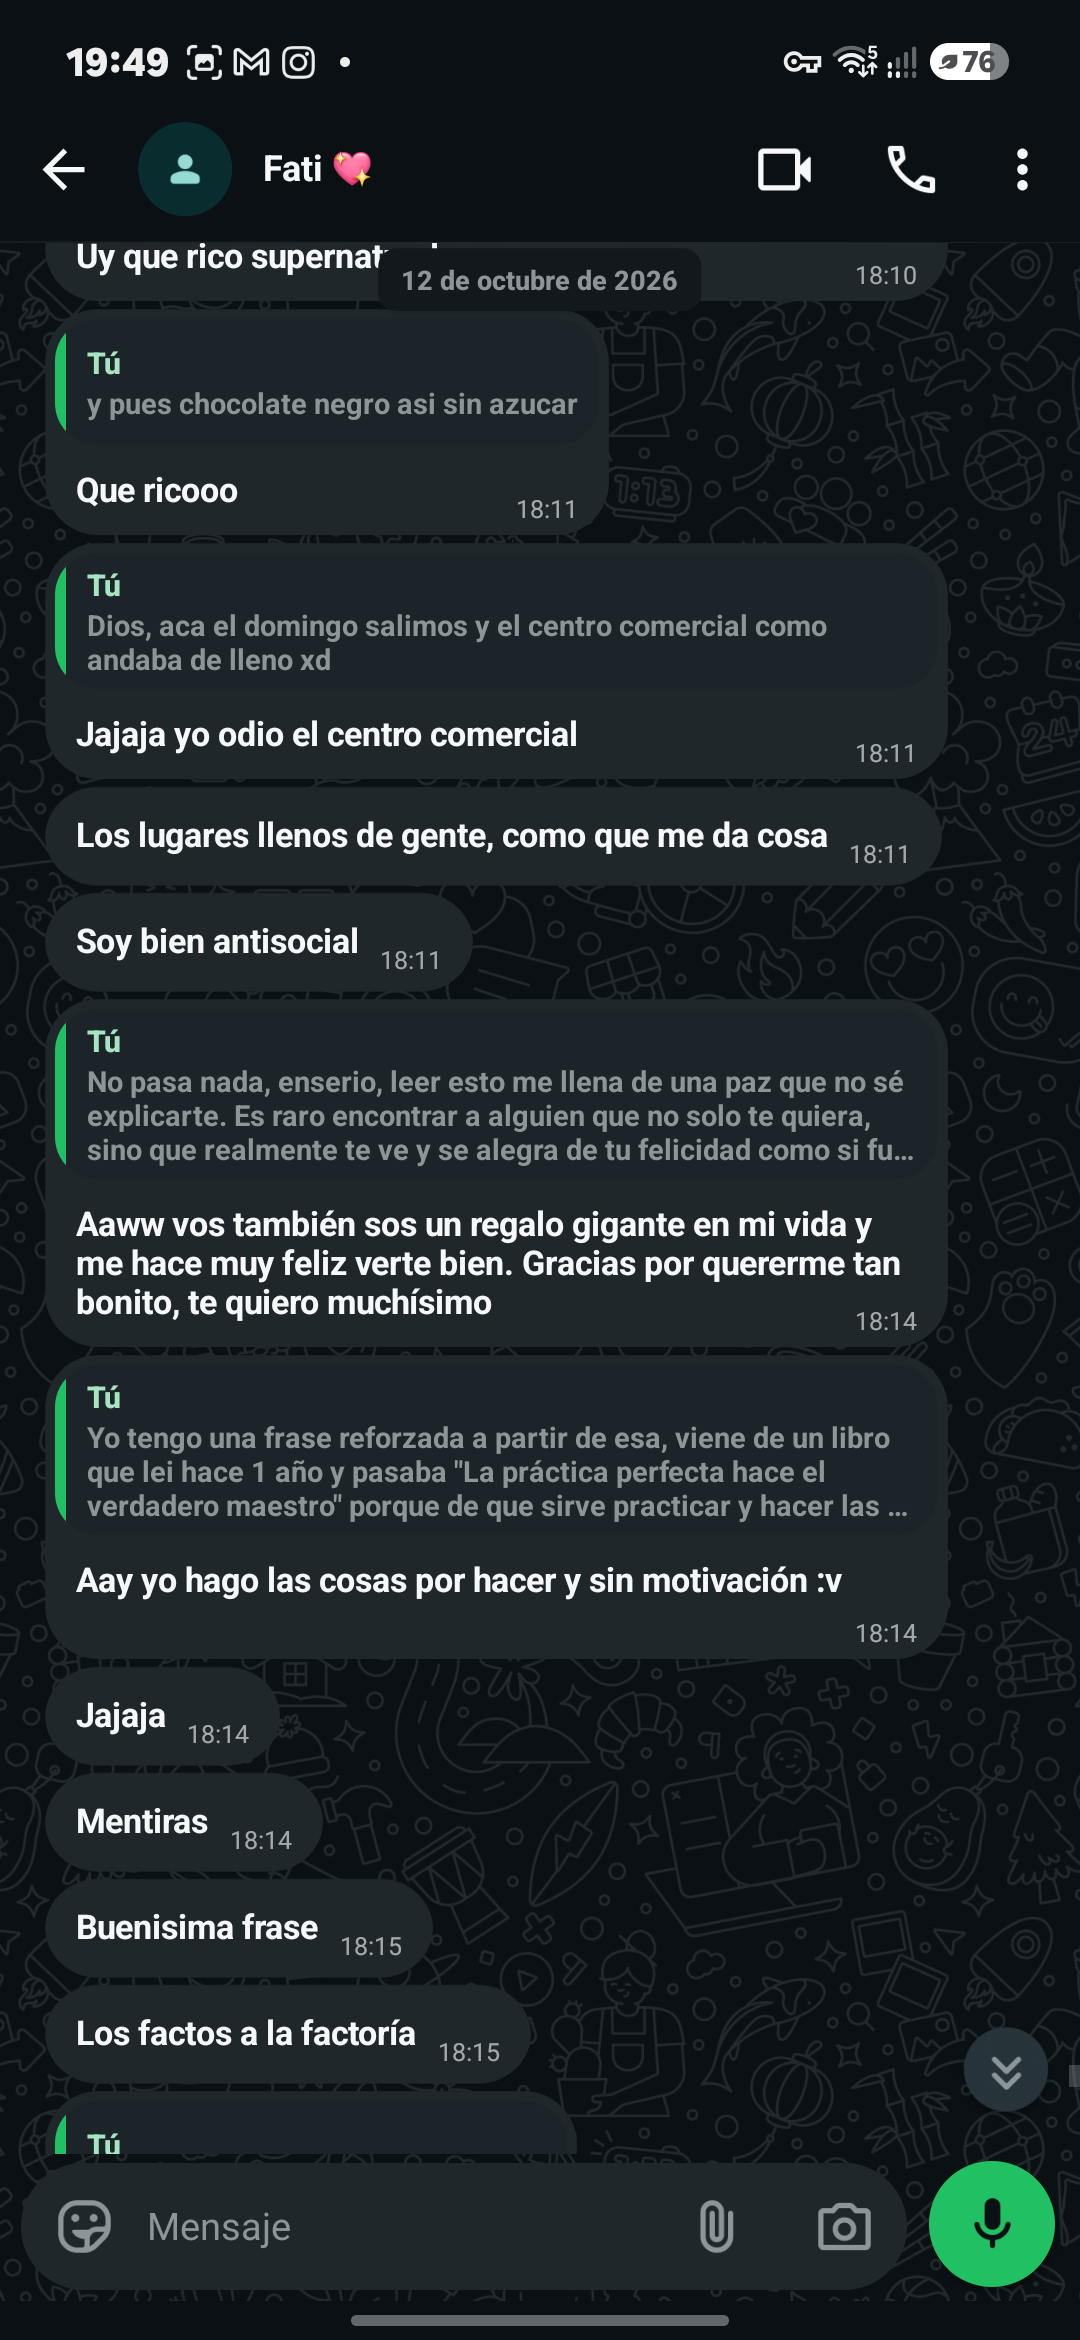 19:49
5
76
Fati 💖
Uy que rico
18:10
12 de octubre de 2026
Tú
y pues chocolate negro asi sin azucar
Que ricooo
18:11
Tú
Dios, aca el domingo salimos y el centro comercial como
andaba de lleno xd
Jajaja yo odio el centro comercial
18:11
Los lugares llenos de gente, como que me da cosa
18:11
Soy bien antisocial
18:11
Tú
No pasa nada, enserio, leer esto me llena de una paz que no sé
explicarte. Es raro encontrar a alguien que no solo te quiera,
sino que realmente te ve y se alegra de tu felicidad como si fu...
Aaww vos también sos un regalo gigante en mi vida y
me hace muy feliz verte bien. Gracias por quererme tan
bonito, te quiero muchísimo
18:14
Tú
Yo tengo una frase reforzada a partir de esa, viene de un libro
que lei hace 1 año y pasaba "La práctica perfecta hace el
verdadero maestro" porque de que sirve practicar y hacer las ...
Aay yo hago las cosas por hacer y sin motivación :v
18:14
Jajaja
18:14
Mentiras
18:14
Buenisima frase
18:15
Los factos a la factoría
18:15
Tú
Mensaje